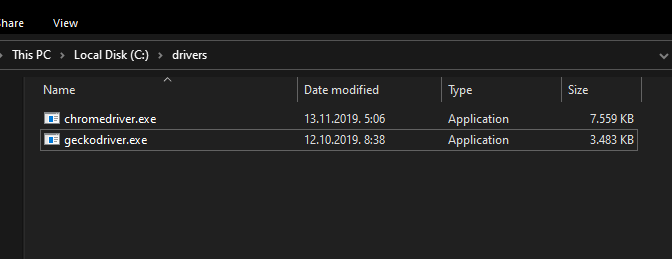 hare View
This PC Local Disk (C:) drivers
Name Date modified Type Size
chromedriver.exe 13.11.2019. 5:06 Application 7.559 KB
geckodriver.exe 12.10.2019. 8:38 Application 3.483 KB